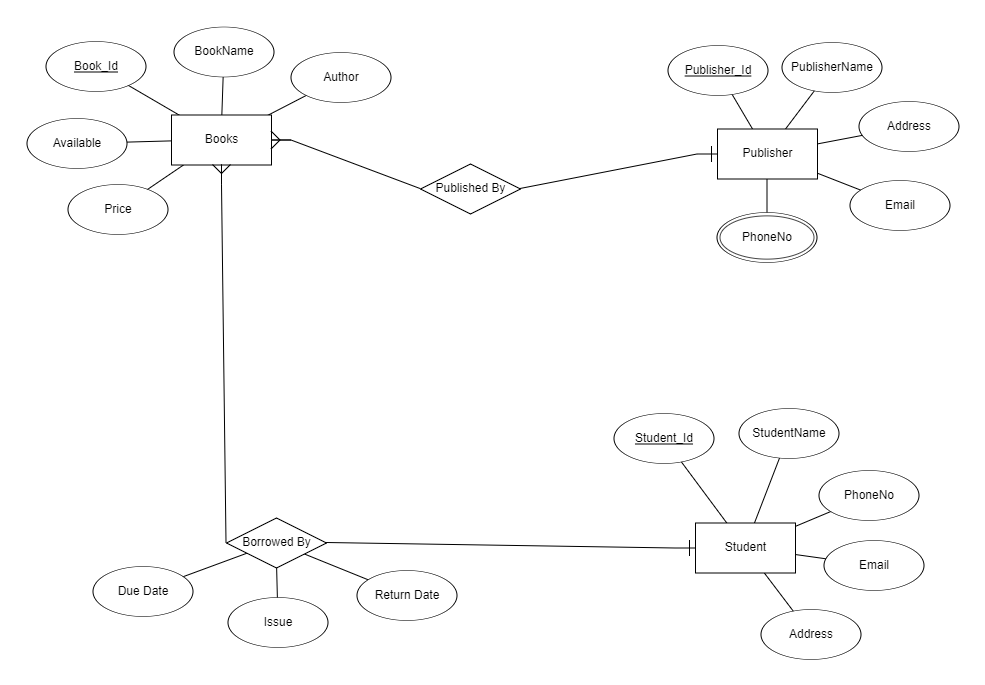 Book_Id
BookName
Author
Available
Books
Price
Published By
Publisher_Id
PublisherName
Address
Publisher
Email
PhoneNo
Student_Id
StudentName
PhoneNo
Student
Email
Address
Borrowed By
Due Date
Issue
Return Date